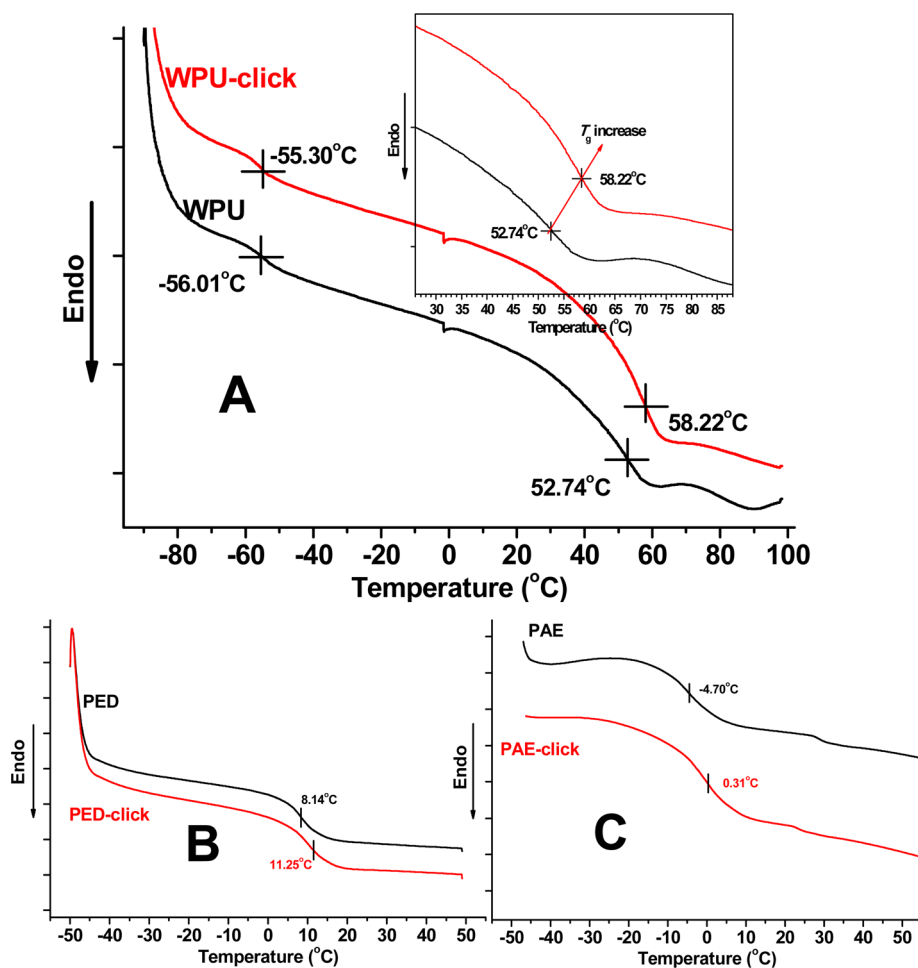 WPU-click
-55.30°C
WPU
-56.01°C
Endo
A
58.22°C
52.74°C
-80 -60 -40 -20 0 20 40 60 80 100
Temperature (°C)
Endo
Tg increase
58.22°C
52.74°C
30 35 40 45 50 55 60 65 70 75 80 85
Temperature (°C)
PED
8.14°C
Endo
PED-click
B
11.25°C
-50 -40 -30 -20 -10 0 10 20 30 40 50
Temperature (°C)
PAE
-4.70°C
Endo
PAE-click
0.31°C
C
-50 -40 -30 -20 -10 0 10 20 30 40 50
Temperature (°C)